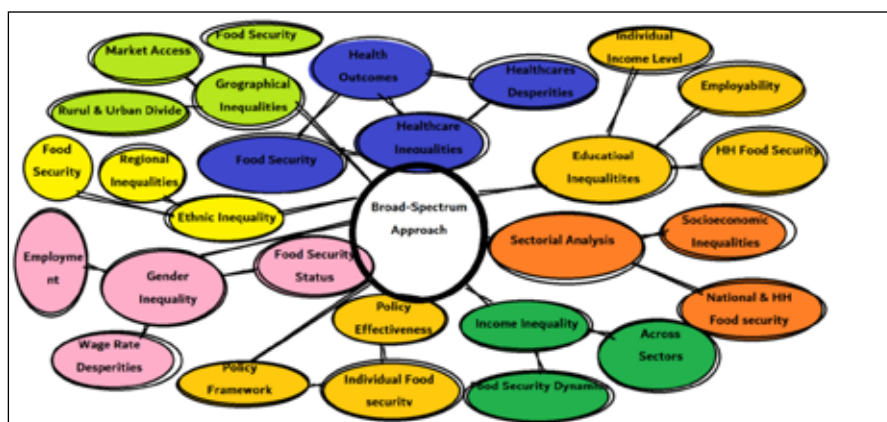 Food Security
Market Access
Grographical
Inequalities
Rurul & Urban Divide
Health
Outcomes
Healthcares
Desperities
Healthcare
Inequalities
Food Security
Individual
Income Level
Employability
Educatioal
Inequalitites
HH Food Security
Food
Security
Regional
Inequalities
Ethnic Inequality
Broad-Spectrum
Approach
Sectorial Analysis
Socioeconomic
Inequalities
National & HH
Food security
Employme
nt
Gender
Inequality
Food Security
Status
Wage Rate
Desperities
Policy
Effectiveness
Policy
Framework
Individual Food
security
Income Inequality
Across
Sectors
Food Security Dynamics